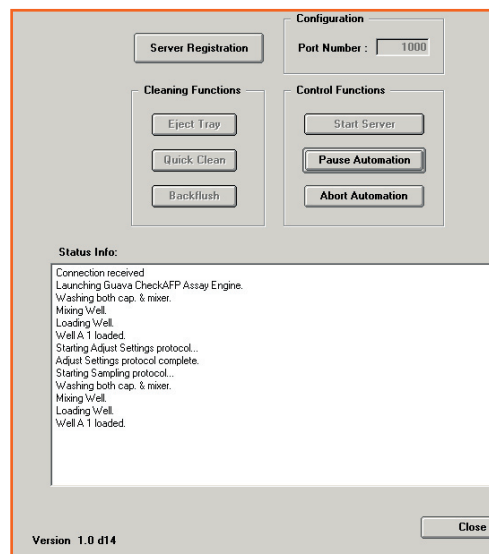 Configuration
Server Registration
Port Number : 1000
Cleaning Functions
Control Functions
Eject Tray
Start Server
Quick Clean
Pause Automation
Backflush
Abort Automation
Status Info:
Connection received
Launching Guava CheckAFP Assay Engine.
Washing both cap. & mixer.
Mixing Well.
Loading Well.
Well A 1 loaded.
Starting Adjust Settings protocol...
Adjust Settings protocol complete.
Starting Sampling protocol...
Washing both cap. & mixer.
Mixing Well.
Loading Well.
Well A 1 loaded.
Close
Version 1.0 d14